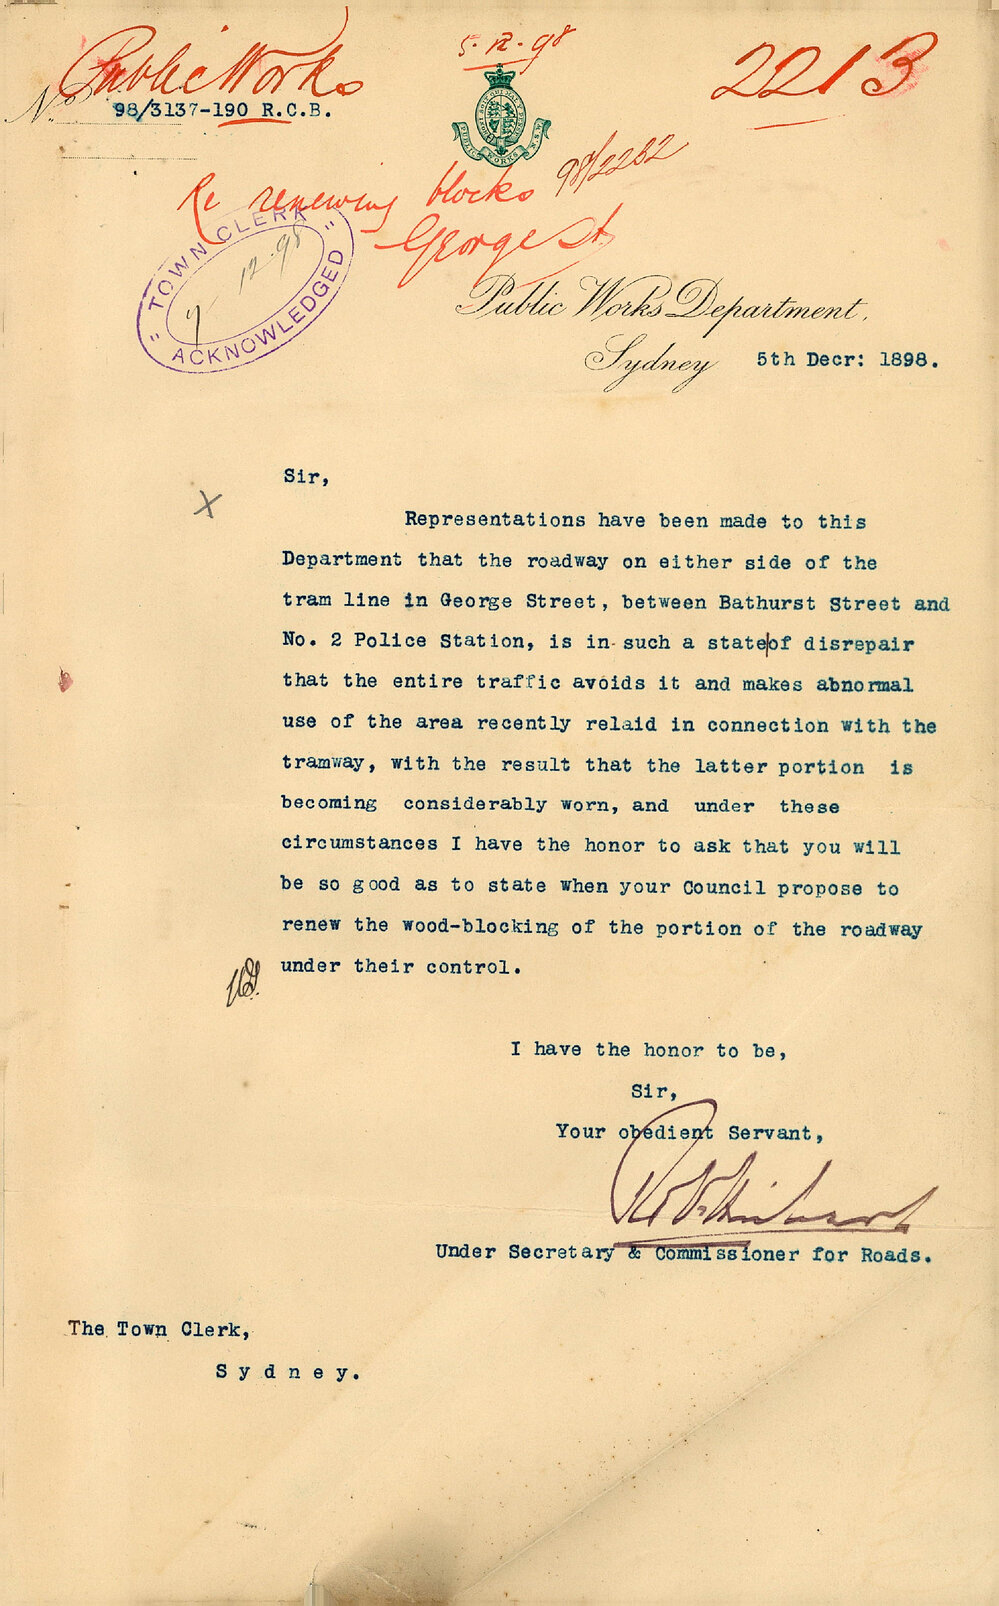 Public Works
5.12.98
2213
No.
98/3137-190 R.C.B.
PUBLIC WORKS N.S.W.
98/2232
Re renewing blocks
George St
"TOWN CLERK"
7-12-98
ACKNOWLEDGED
Public Works Department,
Sydney 5th Decr: 1898.
Sir,
X
Representations have been made to this
Department that the roadway on either side of the
tram line in George Street, between Bathurst Street and
No. 2 Police Station, is in such a state|of disrepair
that the entire traffic avoids it and makes abnormal
use of the area recently relaid in connection with the
tramway, with the result that the latter portion is
becoming considerably worn, and under these
circumstances I have the honor to ask that you will
be so good as to state when your Council propose to
renew the wood-blocking of the portion of the roadway
under their control.
I have the honor to be,
Sir,
Your obedient Servant,
Under Secretary & Commissioner for Roads.
The Town Clerk,
Sydney.